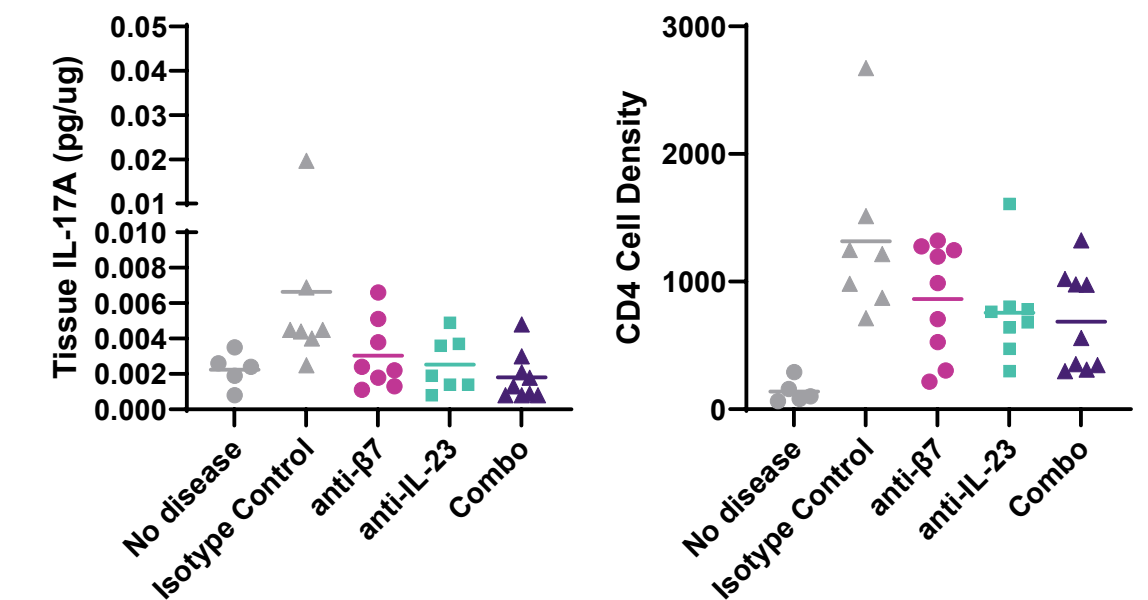 Tissue IL-17A (pg/ug)
0.05
0.04
0.03
0.02
0.01
0.010
0.008
0.006
0.004
0.002
0.000
No disease
Isotype Control
anti-β7
anti-IL-23
Combo
CD4 Cell Density
3000
2000
1000
0
No disease
Isotype Control
anti-β7
anti-IL-23
Combo